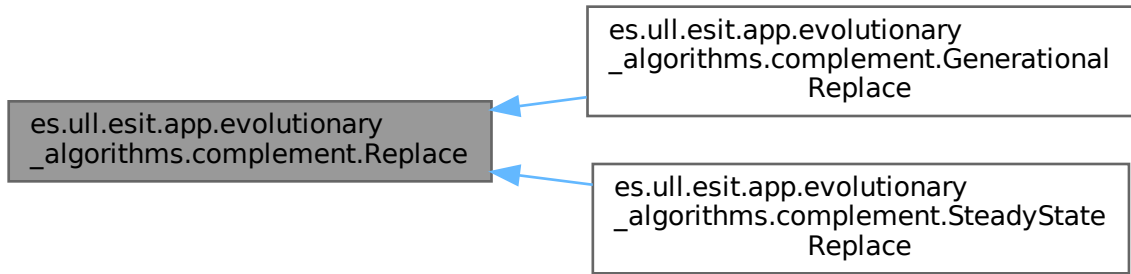 es.ull.esit.app.evolutionary
_algorithms.complement.Replace
es.ull.esit.app.evolutionary
_algorithms.complement.Generational
Replace
es.ull.esit.app.evolutionary
_algorithms.complement.SteadyState
Replace